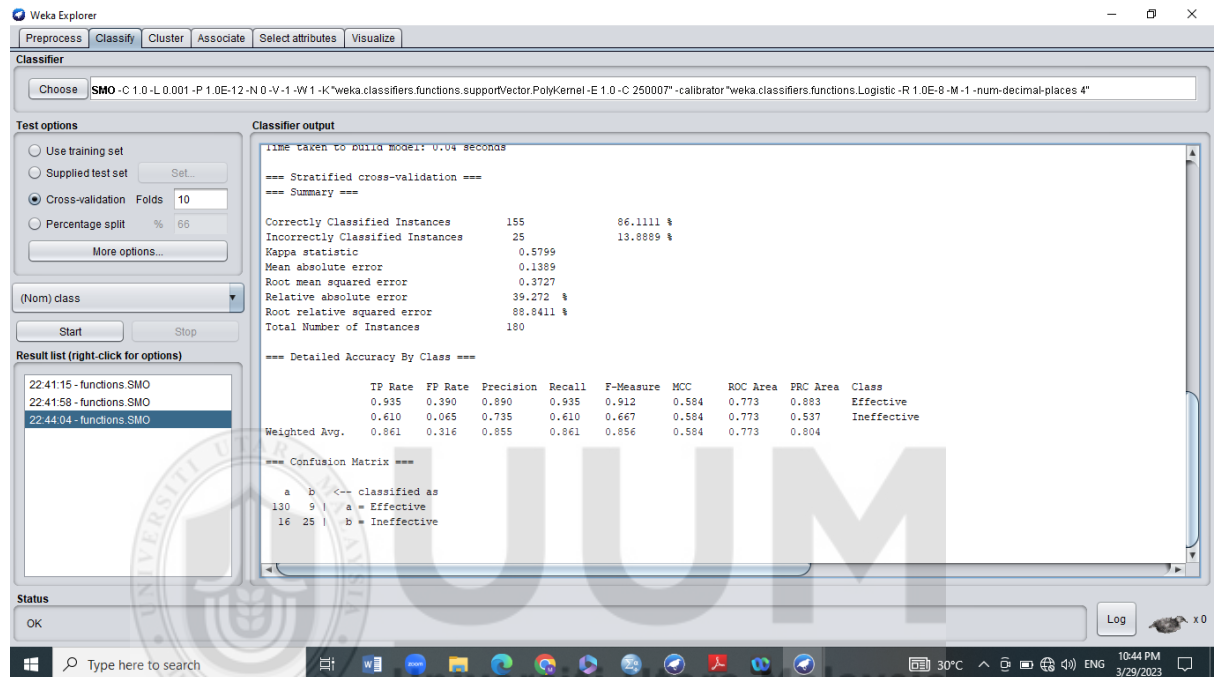 Weka Explorer
Preprocess Classify Cluster Associate Select attributes Visualize
Classifier
Choose SMO -C 1.0 -L 0.001 -P 1.0E-12 -N 0 -V -1 -W 1 -K "weka.classifiers.functions.supportVector.PolyKernel -E 1.0 -C 250007" -calibrator "weka.classifiers.functions.Logistic -R 1.0E-8 -M -1 -num-decimal-places 4"
Test options
Use training set
Supplied test set Set...
Cross-validation Folds 10
Percentage split % 66
More options...
(Nom) class
Start Stop
Result list (right-click for options)
22:41:15 - functions.SMO
22:41:58 - functions.SMO
22:44:04 - functions.SMO
Classifier output
Time taken to build model: 0.04 seconds
=== Stratified cross-validation ===
=== Summary ===
Correctly Classified Instances 155 86.1111 %
Incorrectly Classified Instances 25 13.8889 %
Kappa statistic 0.5799
Mean absolute error 0.1389
Root mean squared error 0.3727
Relative absolute error 39.272 %
Root relative squared error 88.8411 %
Total Number of Instances 180
=== Detailed Accuracy By Class ===
TP Rate FP Rate Precision Recall F-Measure MCC ROC Area PRC Area Class
0.935 0.390 0.890 0.935 0.912 0.584 0.773 0.883 Effective
0.610 0.065 0.735 0.610 0.667 0.584 0.773 0.537 Ineffective
Weighted Avg. 0.861 0.316 0.855 0.861 0.856 0.584 0.773 0.804
=== Confusion Matrix ===
a b <-- classified as
130 9 | a = Effective
16 25 | b = Ineffective
UUM
UNIVERSITI UTARA MALAYSIA
Status
OK
Log x 0
Type here to search
30°C ENG 10:44 PM
3/29/2023